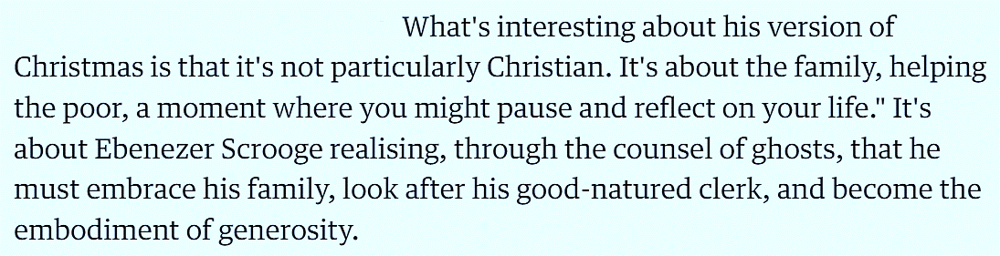 What's interesting about his version of
Christmas is that it's not particularly Christian. It's about the family, helping
the poor, a moment where you might pause and reflect on your life." It's
about Ebenezer Scrooge realising, through the counsel of ghosts, that he
must embrace his family, look after his good-natured clerk, and become the
embodiment of generosity.